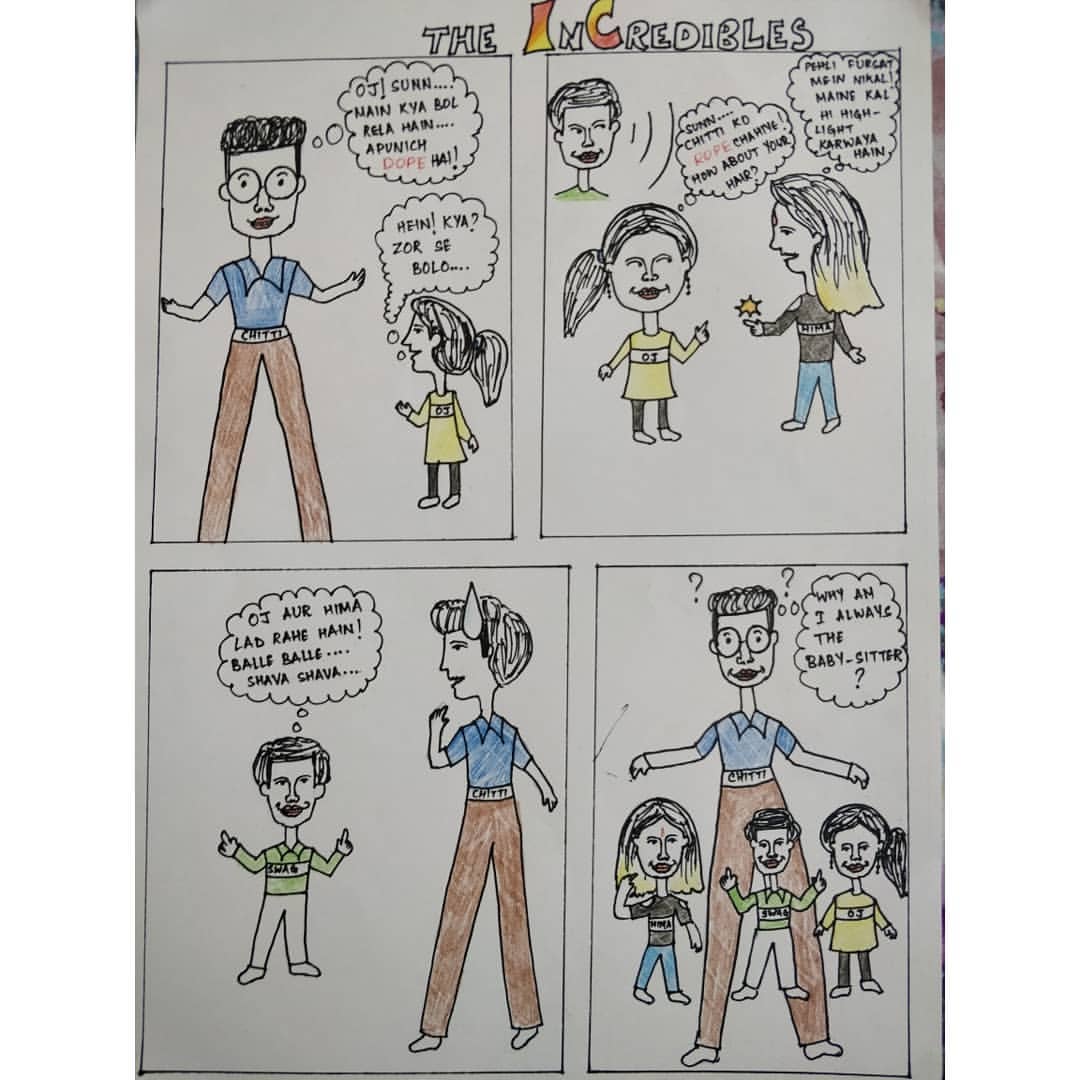 THE INCREDIBLES
OJ! SUNN....
MAIN KYA BOL
RELA HAIN....
APUNICH
DOPE HAI!
HEIN! KYA?
ZOR SE
BOLO....
CHITTI
OJ
SUNN....
CHITTI KO
ROPE CHAHIYE!
HOW ABOUT YOUR
HAIR?
PEHLI FURSAT
MEIN NIKAL!
MAINE KAL
HI HIGH-
LIGHT
KARWAYA
HAIN.
OJ
HIMA
OJ AUR HIMA
LAD RAHE HAIN!
BALLE BALLE....
SHAVA SHAVA....
SWAG
CHITTI
? ?
WHY AM
I ALWAYS
THE
BABY-SITTER
?
CHITTI
HIMA
SWAG
OJ